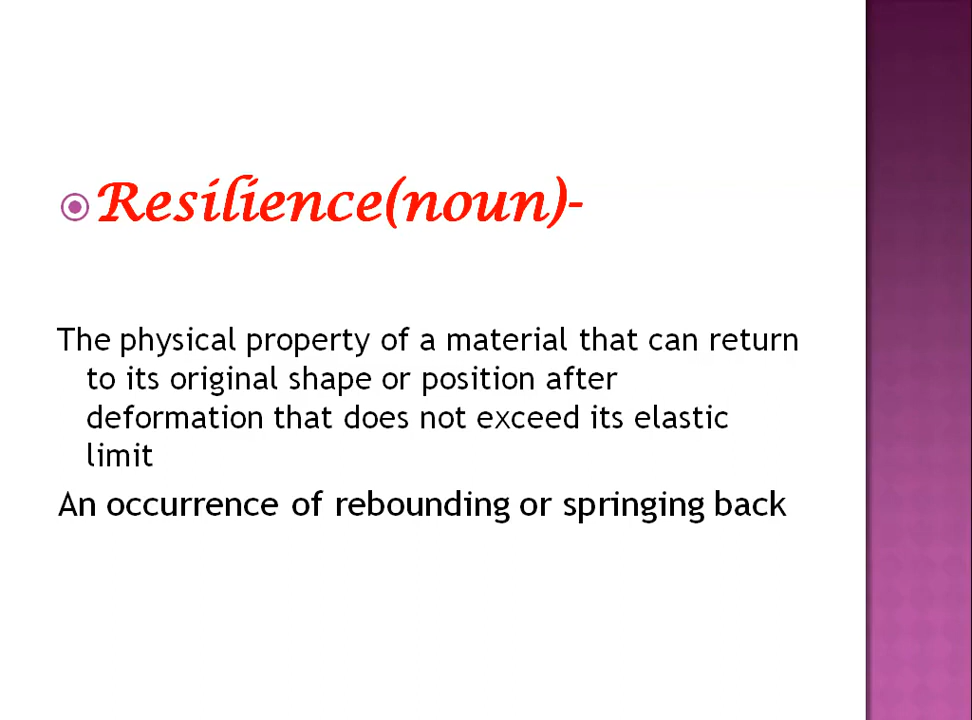 Resilience(noun)-
The physical property of a material that can return
to its original shape or position after
deformation that does not exceed its elastic
limit
An occurrence of rebounding or springing back